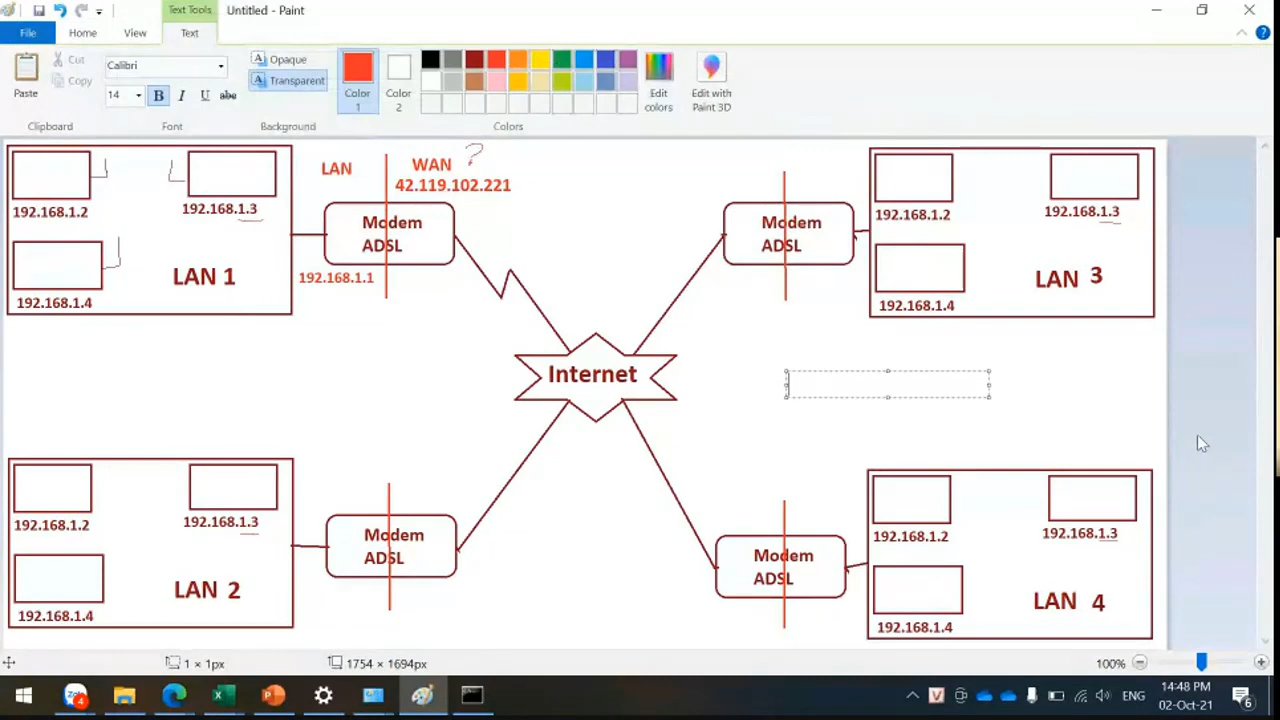 Text Tools
Untitled - Paint
File
Home
View
Text
Paste
Cut
Copy
Calibri
14
B
I
U
abc
Opaque
Transparent
Color
1
Color
2
Edit
colors
Edit with
Paint 3D
Clipboard
Font
Background
Colors
192.168.1.2
192.168.1.3
192.168.1.4
LAN 1
LAN
WAN ?
42.119.102.221
Modem
ADSL
192.168.1.1
Modem
ADSL
192.168.1.2
192.168.1.3
192.168.1.4
LAN 3
Internet
192.168.1.2
192.168.1.3
192.168.1.4
LAN 2
Modem
ADSL
Modem
ADSL
192.168.1.2
192.168.1.3
192.168.1.4
LAN 4
1 × 1px
1754 × 1694px
100%
Zalo
4
ENG
14:48 PM
02-Oct-21
6